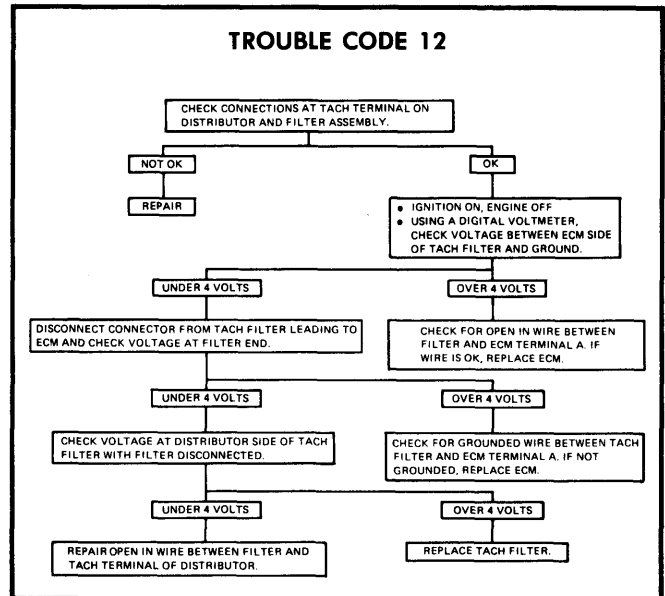 TROUBLE CODE 12
CHECK CONNECTIONS AT TACH TERMINAL ON
DISTRIBUTOR AND FILTER ASSEMBLY.
NOT OK
OK
REPAIR
• IGNITION ON, ENGINE OFF
• USING A DIGITAL VOLTMETER,
CHECK VOLTAGE BETWEEN ECM SIDE
OF TACH FILTER AND GROUND.
UNDER 4 VOLTS
OVER 4 VOLTS
DISCONNECT CONNECTOR FROM TACH FILTER LEADING TO
ECM AND CHECK VOLTAGE AT FILTER END.
CHECK FOR OPEN IN WIRE BETWEEN
FILTER AND ECM TERMINAL A. IF
WIRE IS OK, REPLACE ECM.
UNDER 4 VOLTS
OVER 4 VOLTS
CHECK VOLTAGE AT DISTRIBUTOR SIDE OF TACH
FILTER WITH FILTER DISCONNECTED.
CHECK FOR GROUNDED WIRE BETWEEN TACH
FILTER AND ECM TERMINAL A. IF NOT
GROUNDED, REPLACE ECM.
UNDER 4 VOLTS
OVER 4 VOLTS
REPAIR OPEN IN WIRE BETWEEN FILTER AND
TACH TERMINAL OF DISTRIBUTOR.
REPLACE TACH FILTER.